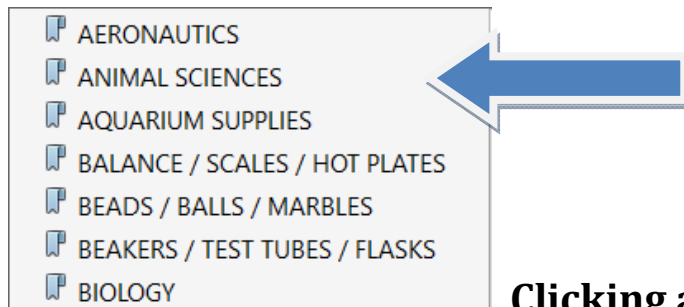 AERONAUTICS
ANIMAL SCIENCES
AQUARIUM SUPPLIES
BALANCE / SCALES / HOT PLATES
BEADS / BALLS / MARBLES
BEAKERS / TEST TUBES / FLASKS
BIOLOGY
Clicking a